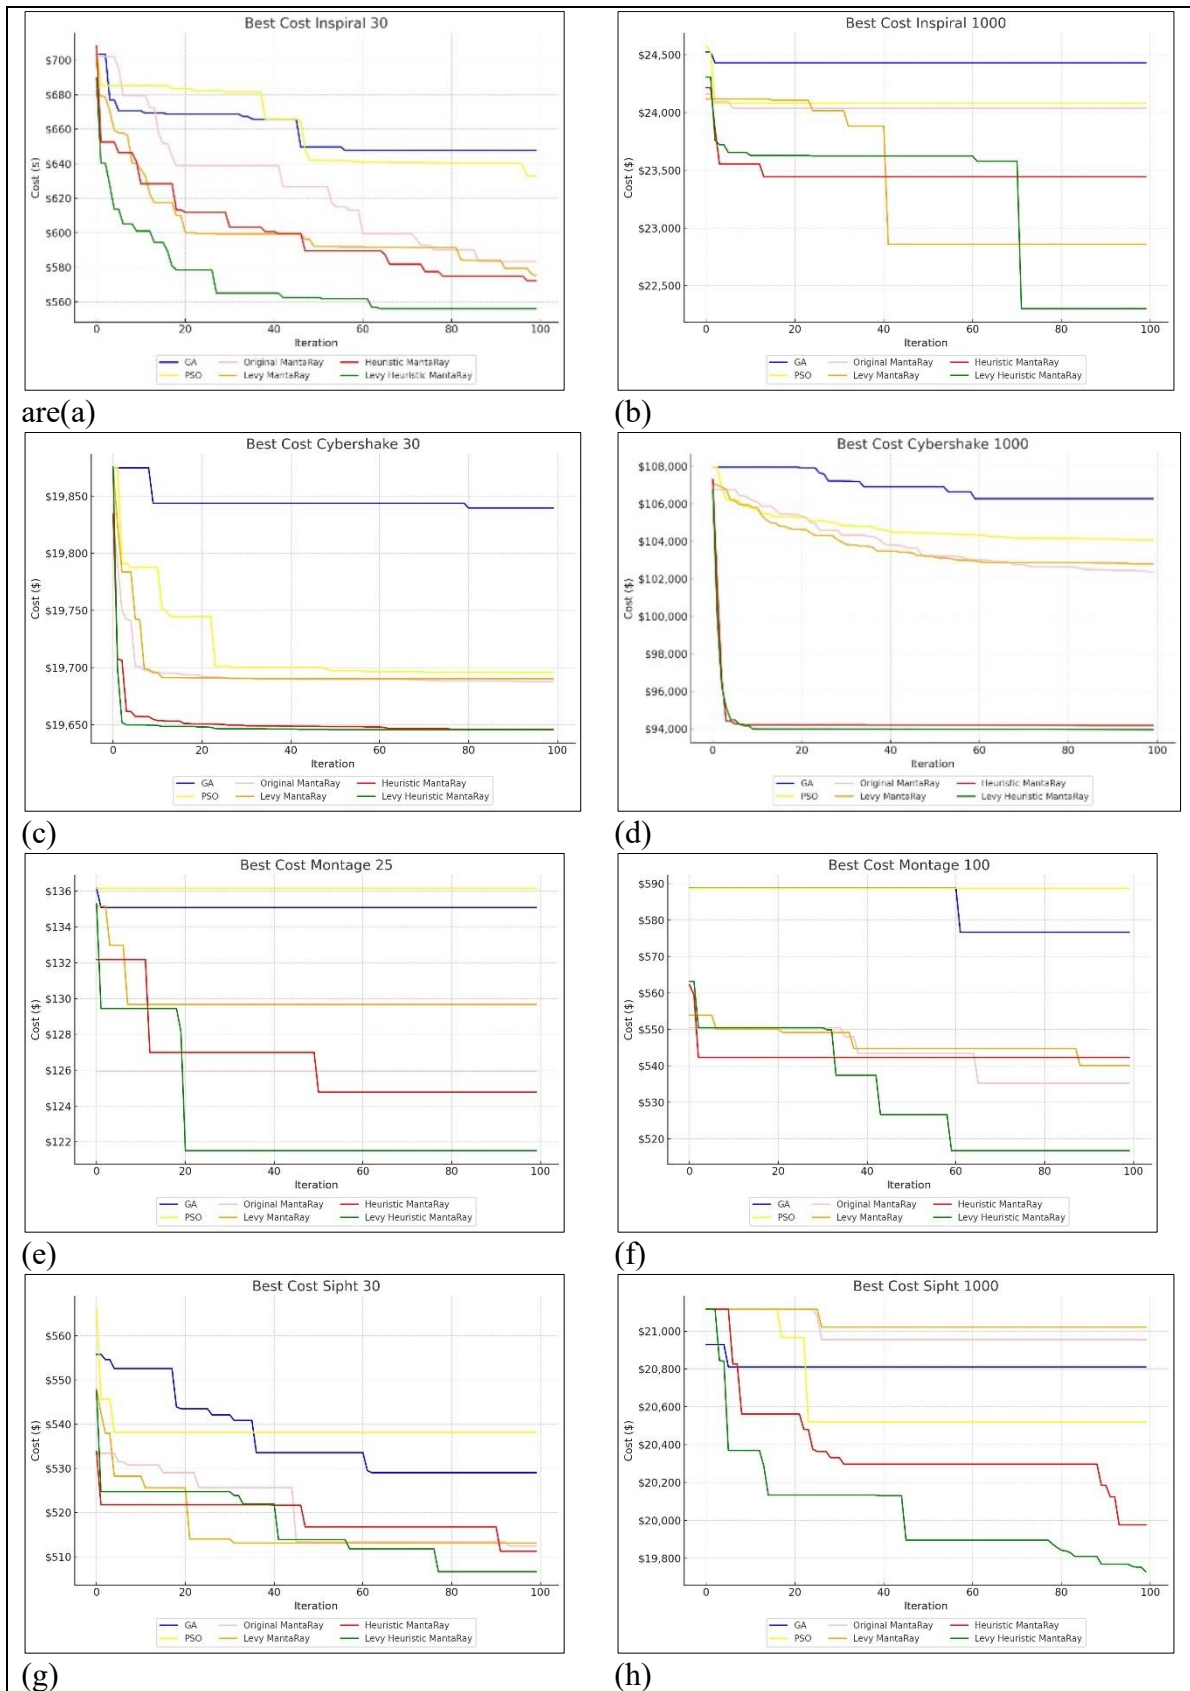 Best Cost Inspiral 30
$700
$680
$660
$640
$620
$600
$580
$560
Cost (s)
0 20 40 60 80 100
Iteration
GA Original MantaRay Heuristic MantaRay
PSO Levy MantaRay Levy Heuristic MantaRay
are(a)
Best Cost Inspiral 1000
$24,500
$24,000
$23,500
$23,000
$22,500
Cost ($)
0 20 40 60 80 100
Iteration
GA Original MantaRay Heuristic MantaRay
PSO Levy MantaRay Levy Heuristic MantaRay
(b)
Best Cost Cybershake 30
$19,850
$19,800
$19,750
$19,700
$19,650
Cost ($)
0 20 40 60 80 100
Iteration
GA Original MantaRay Heuristic MantaRay
PSO Levy MantaRay Levy Heuristic MantaRay
(c)
Best Cost Cybershake 1000
$108,000
$106,000
$104,000
$102,000
$100,000
$98,000
$96,000
$94,000
Cost ($)
0 20 40 60 80 100
Iteration
GA Original MantaRay Heuristic MantaRay
PSO Levy MantaRay Levy Heuristic MantaRay
(d)
Best Cost Montage 25
$136
$134
$132
$130
$128
$126
$124
$122
Cost ($)
0 20 40 60 80 100
Iteration
GA Original MantaRay Heuristic MantaRay
PSO Levy MantaRay Levy Heuristic MantaRay
(e)
Best Cost Montage 100
$590
$580
$570
$560
$550
$540
$530
$520
Cost ($)
0 20 40 60 80 100
Iteration
GA Original MantaRay Heuristic MantaRay
PSO Levy MantaRay Levy Heuristic MantaRay
(f)
Best Cost Sipht 30
$560
$550
$540
$530
$520
$510
Cost ($)
0 20 40 60 80 100
Iteration
GA Original MantaRay Heuristic MantaRay
PSO Levy MantaRay Levy Heuristic MantaRay
(g)
Best Cost Sipht 1000
$21,000
$20,800
$20,600
$20,400
$20,200
$20,000
$19,800
Cost ($)
0 20 40 60 80 100
Iteration
GA Original MantaRay Heuristic MantaRay
PSO Levy MantaRay Levy Heuristic MantaRay
(h)